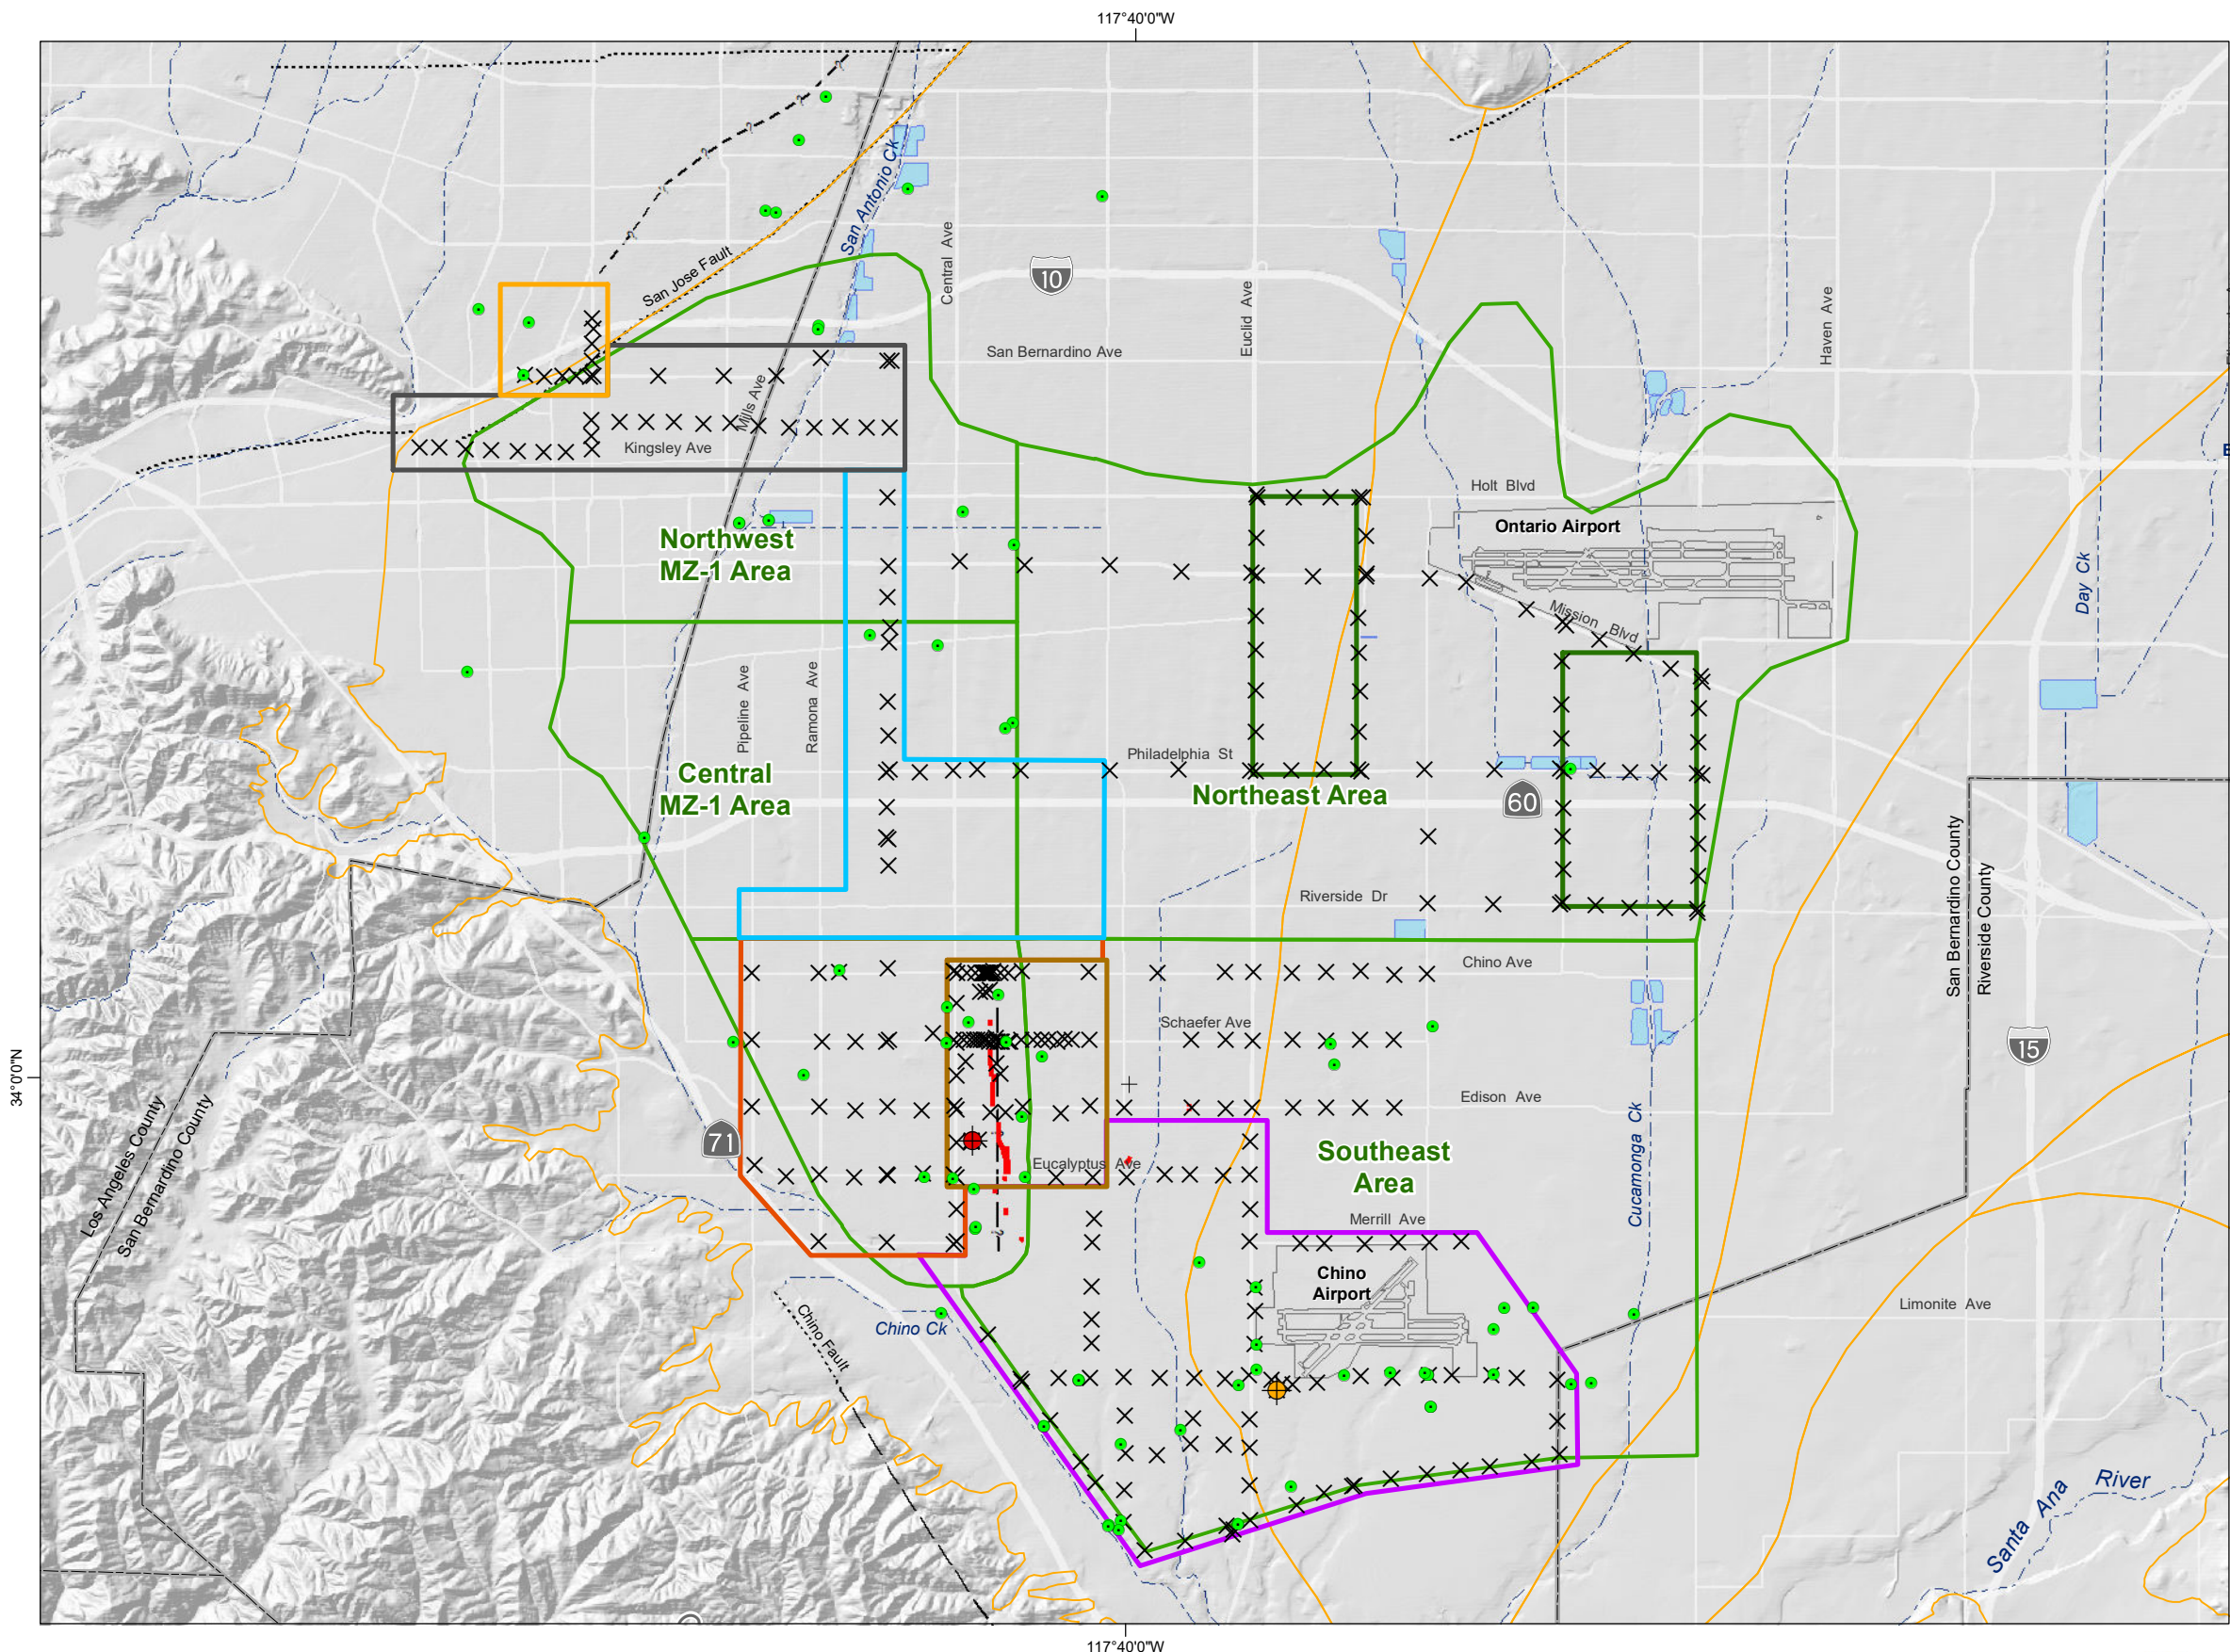 117°40'0"W
San Antonio Ck
San Jose Fault
Central Ave
10
Euclid Ave
Haven Ave
San Bernardino Ave
Mills Ave
Kingsley Ave
Holt Blvd
Ontario Airport
Northwest
MZ-1 Area
Day Ck
Mission Blvd
Pipeline Ave
Ramona Ave
Philadelphia St
Central
MZ-1 Area
Northeast Area
60
Riverside Dr
San Bernardino County
Riverside County
Chino Ave
Schaefer Ave
15
34°0'0"N
Edison Ave
Los Angeles County
San Bernardino County
71
Cucamonga Ck
Southeast
Area
Eucalyptus Ave
Merrill Ave
Chino
Airport
Limonite Ave
Chino Ck
Chino Fault
Santa Ana River
117°40'0"W